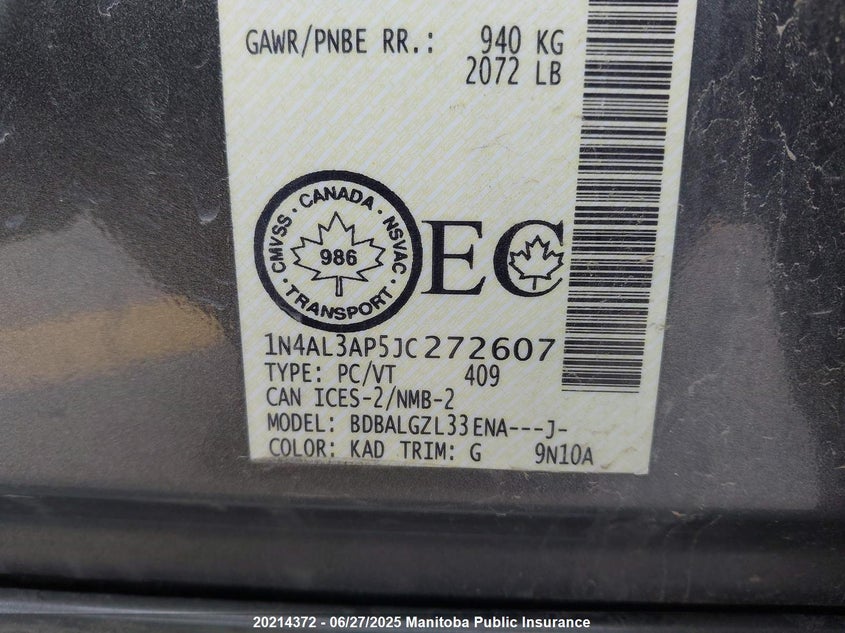 GAWR/PNBE RR.: 940 KG
2072 LB
CMVSS · CANADA · NSVAC · TRANSPORT ·
986
EC
1N4AL3AP5JC272607
TYPE: PC/VT 409
CAN ICES-2/NMB-2
MODEL: BDBALGZL33ENA---J-
COLOR: KAD TRIM: G 9N10A
20214372 - 06/27/2025 Manitoba Public Insurance